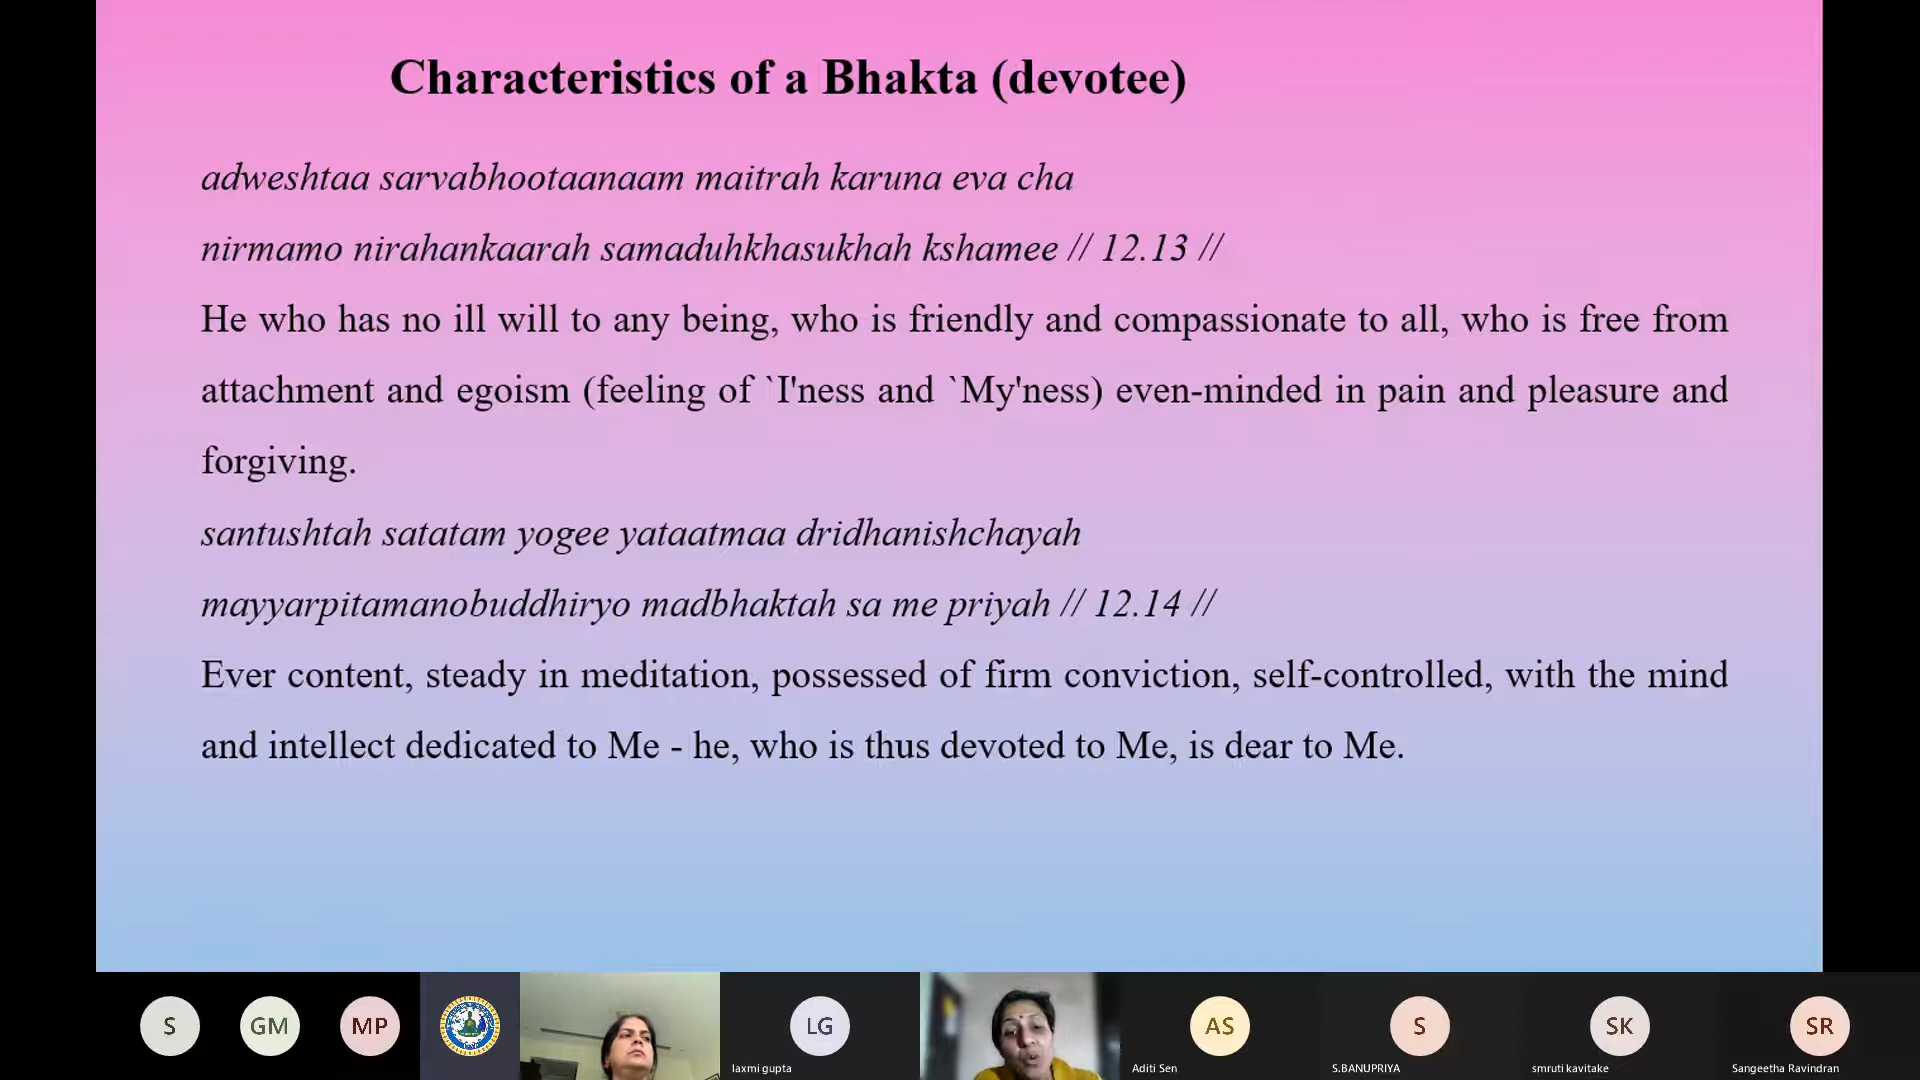 Characteristics of a Bhakta (devotee)
adweshtaa sarvabhootaanaam maitrah karuna eva cha
nirmamo nirahankaarah samaduhkhasukhah kshamee // 12.13 //
He who has no ill will to any being, who is friendly and compassionate to all, who is free from
attachment and egoism (feeling of `I'ness and `My'ness) even-minded in pain and pleasure and
forgiving.
santushtah satatam yogee yataatmaa dridhanishchayah
mayyarpitamanobuddhiryo madbhaktah sa me priyah // 12.14 //
Ever content, steady in meditation, possessed of firm conviction, self-controlled, with the mind
and intellect dedicated to Me - he, who is thus devoted to Me, is dear to Me.
S GM MP LG AS S SK SR
laxmi gupta Aditi Sen S.BANUPRIYA smruti kavitake Sangeetha Ravindran